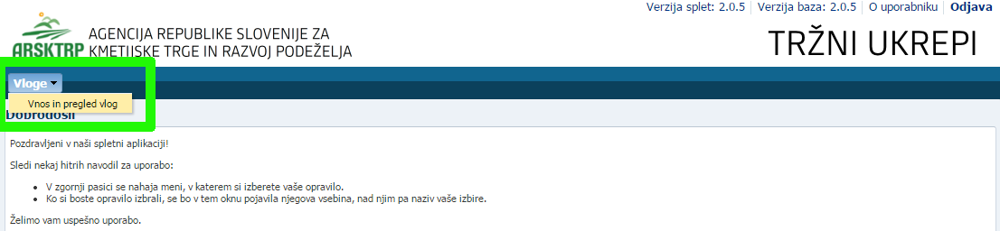 Verzija splet: 2.0.5 Verzija baza: 2.0.5 O uporabniku Odjava
ARSKTRP
AGENCIJA REPUBLIKE SLOVENIJE ZA
KMETIJSKE TRGE IN RAZVOJ PODEŽELJA
TRŽNI UKREPI
Vloge
Vnos in pregled vlog
Dobrodošli
Pozdravljeni v naši spletni aplikaciji!
Sledi nekaj hitrih navodil za uporabo:
• V zgornji pasici se nahaja meni, v katerem si izberete vaše opravilo.
• Ko si boste opravilo izbrali, se bo v tem oknu pojavila njegova vsebina, nad njim pa naziv vaše izbire.
Želimo vam uspešno uporabo.